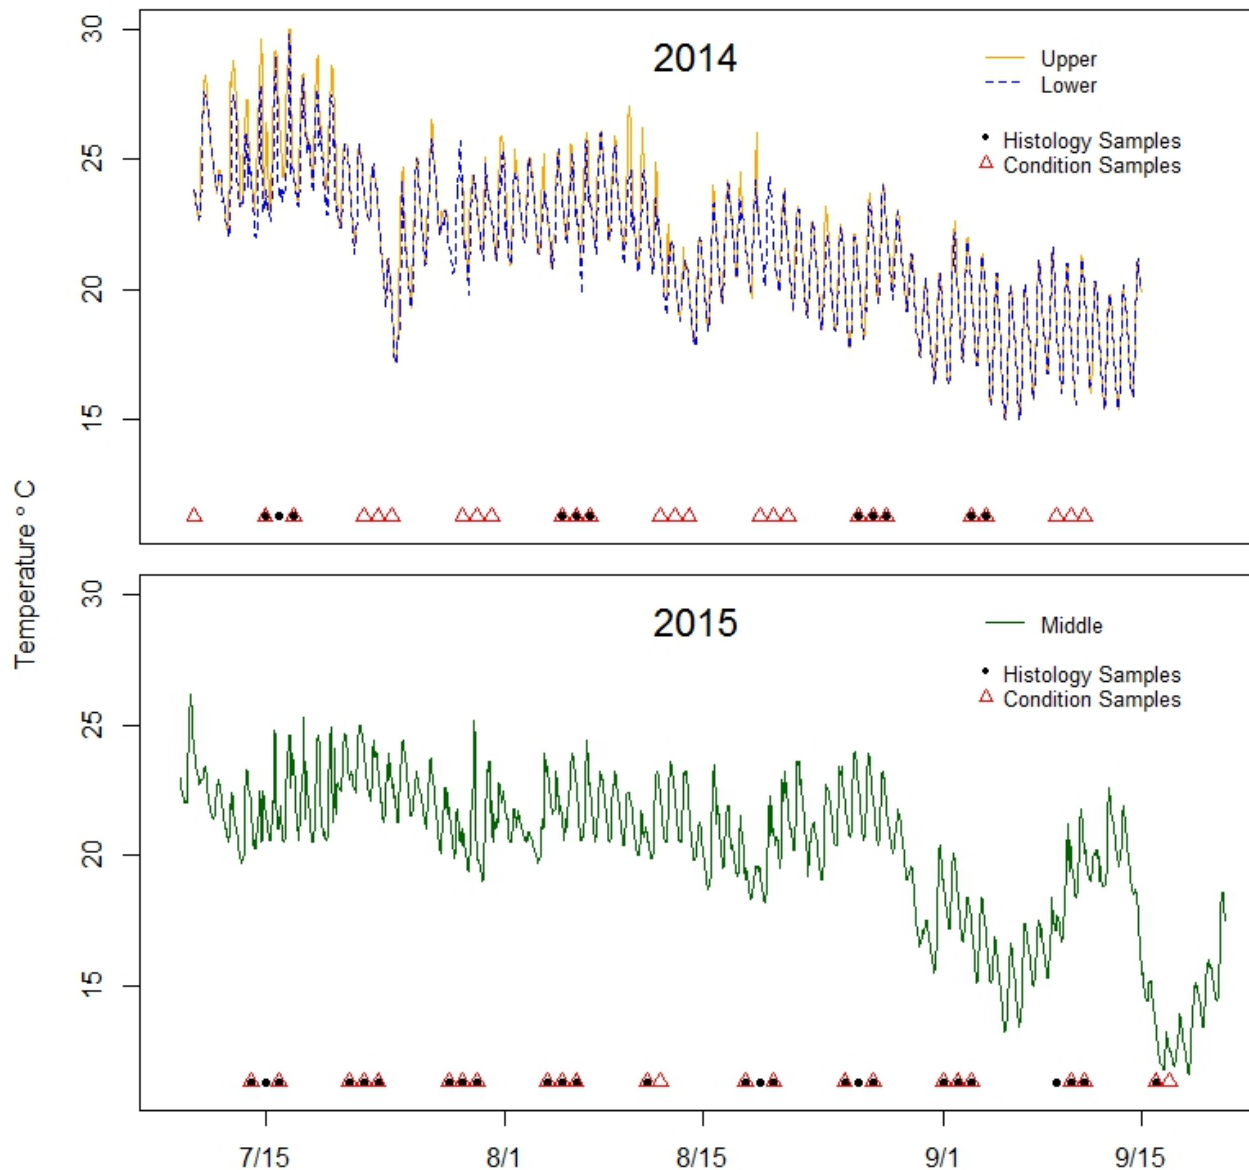 2014
Upper
Lower
Histology Samples
Condition Samples
30
25
20
15
Temperature ° C
2015
Middle
Histology Samples
Condition Samples
30
25
20
15
7/15 8/1 8/15 9/1 9/15